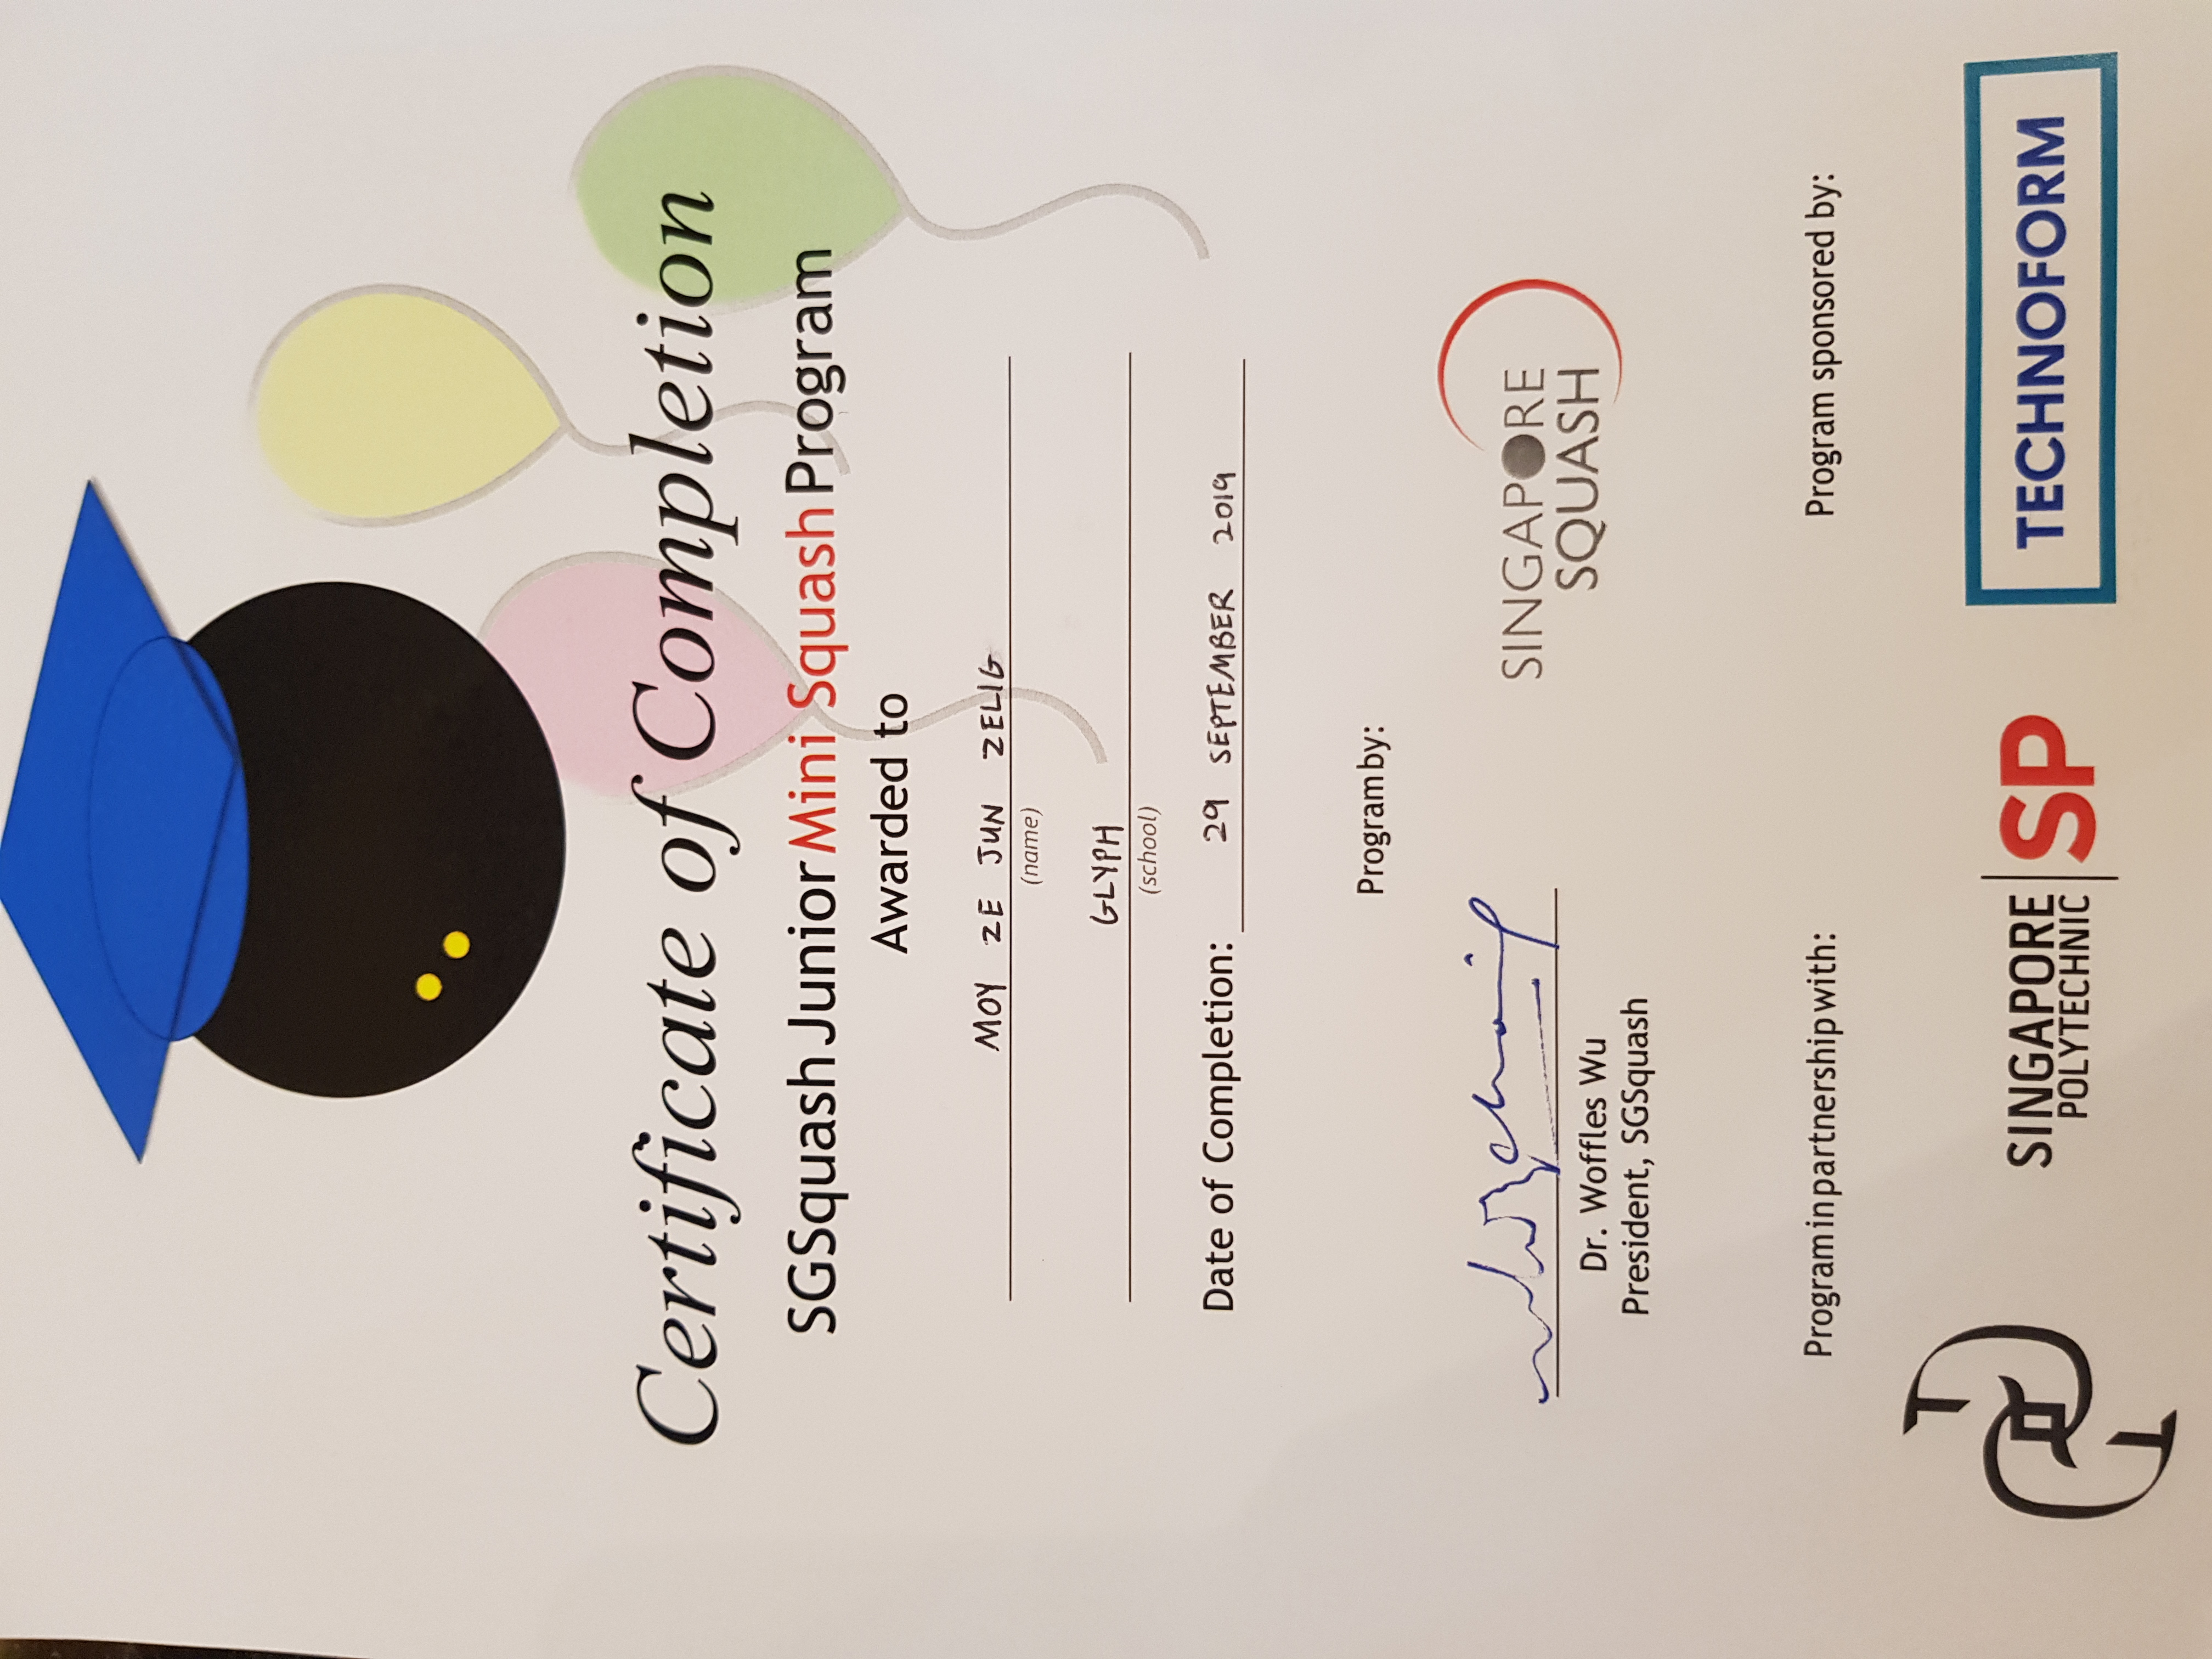 Certificate of Completion
SGSquash Junior Mini Squash Program
Awarded to
MOY ZE JUN ZELIG
(name)
GLYPH
(school)
Date of Completion: 29 SEPTEMBER 2019
Program by:
Dr. Woffles Wu
President, SGSquash
SINGAPORE
SQUASH
Program in partnership with:
Program sponsored by:
SINGAPORE
POLYTECHNIC
SP
TECHNOFORM